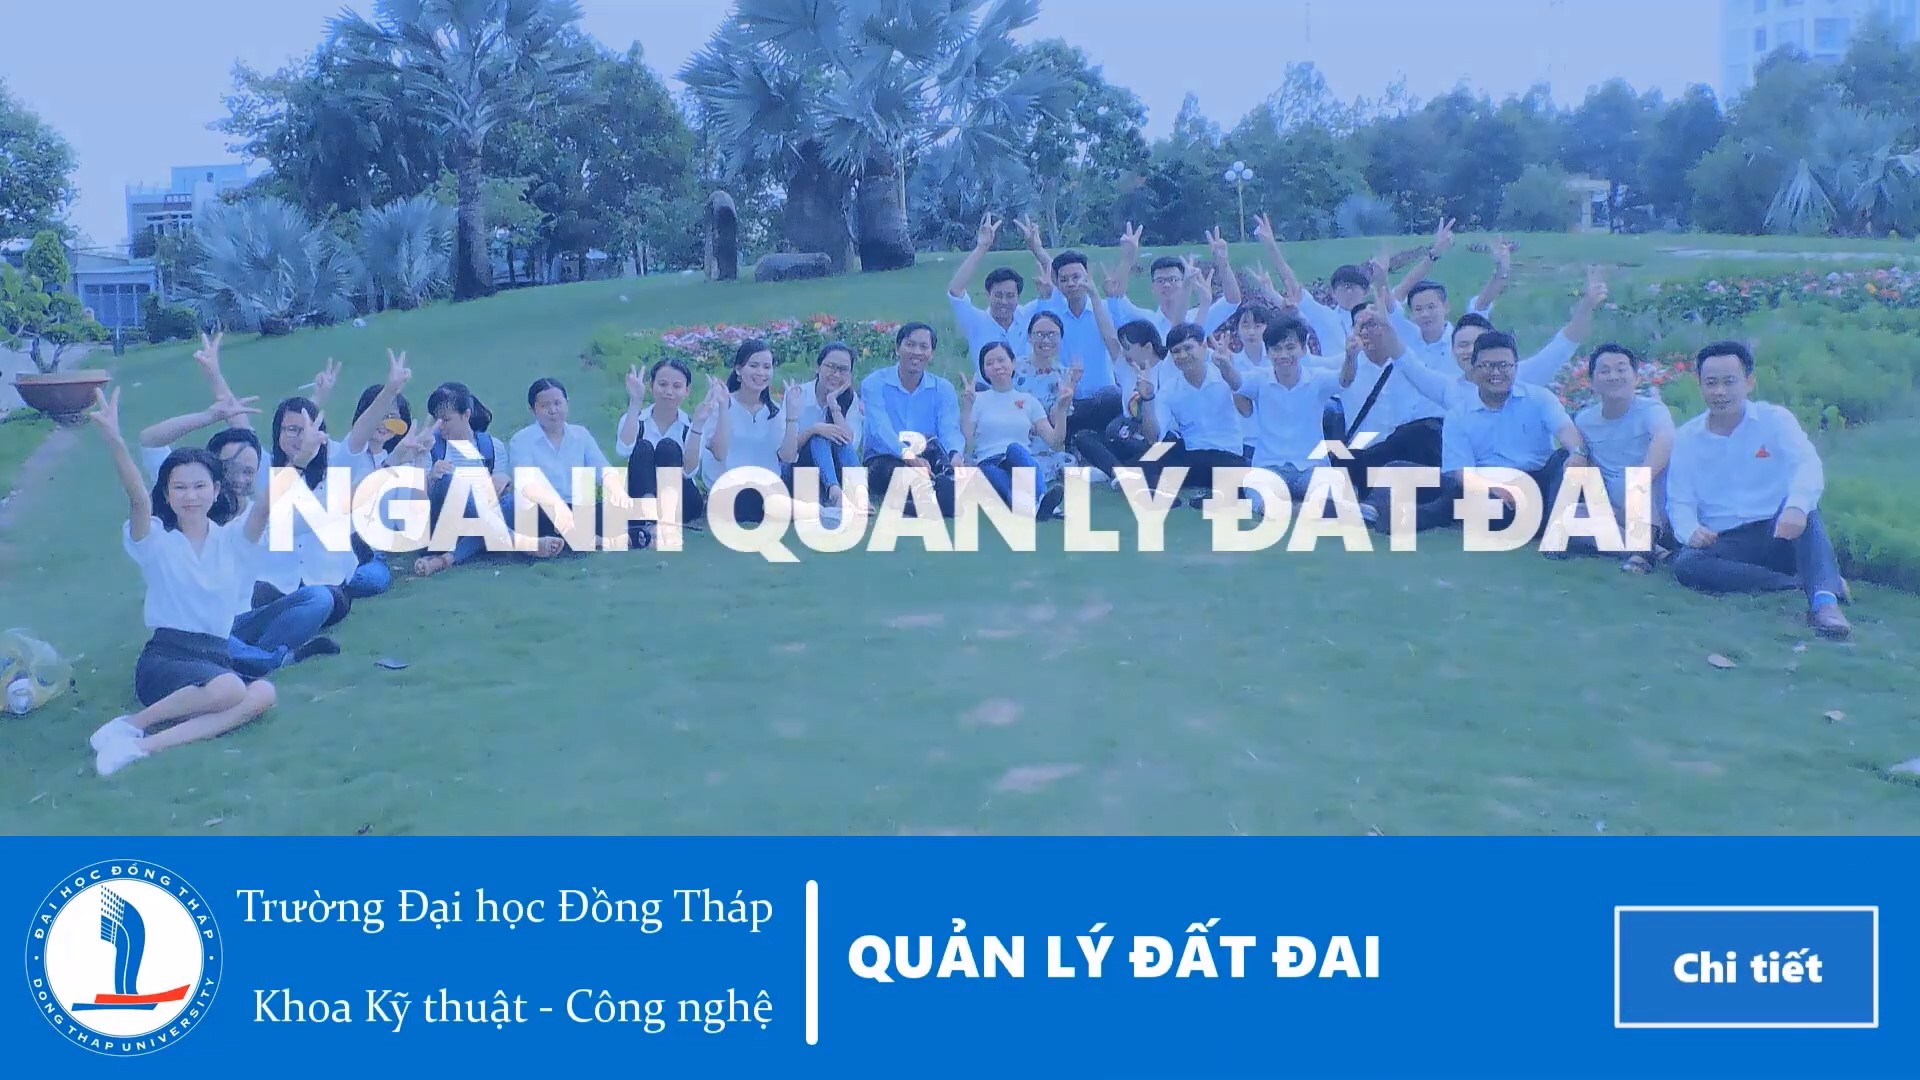 NGÀNH QUẢN LÝ ĐẤT ĐAI
ĐẠI HỌC ĐỒNG THÁP
DONG THAP UNIVERSITY
Trường Đại học Đồng Tháp
Khoa Kỹ thuật - Công nghệ
QUẢN LÝ ĐẤT ĐAI
Chi tiết